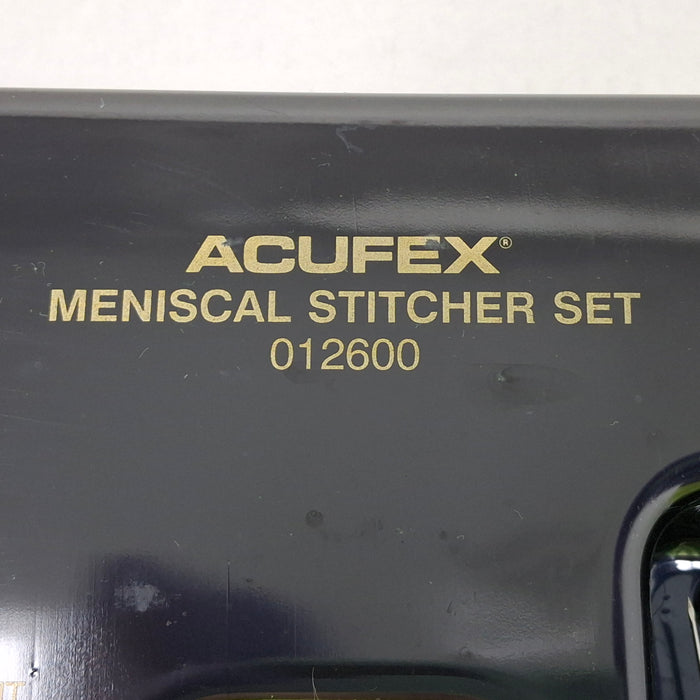 ACUFEX®
MENISCAL STITCHER SET
012600